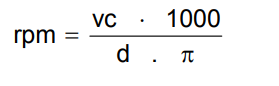 rpm = vc · 1000
d . π